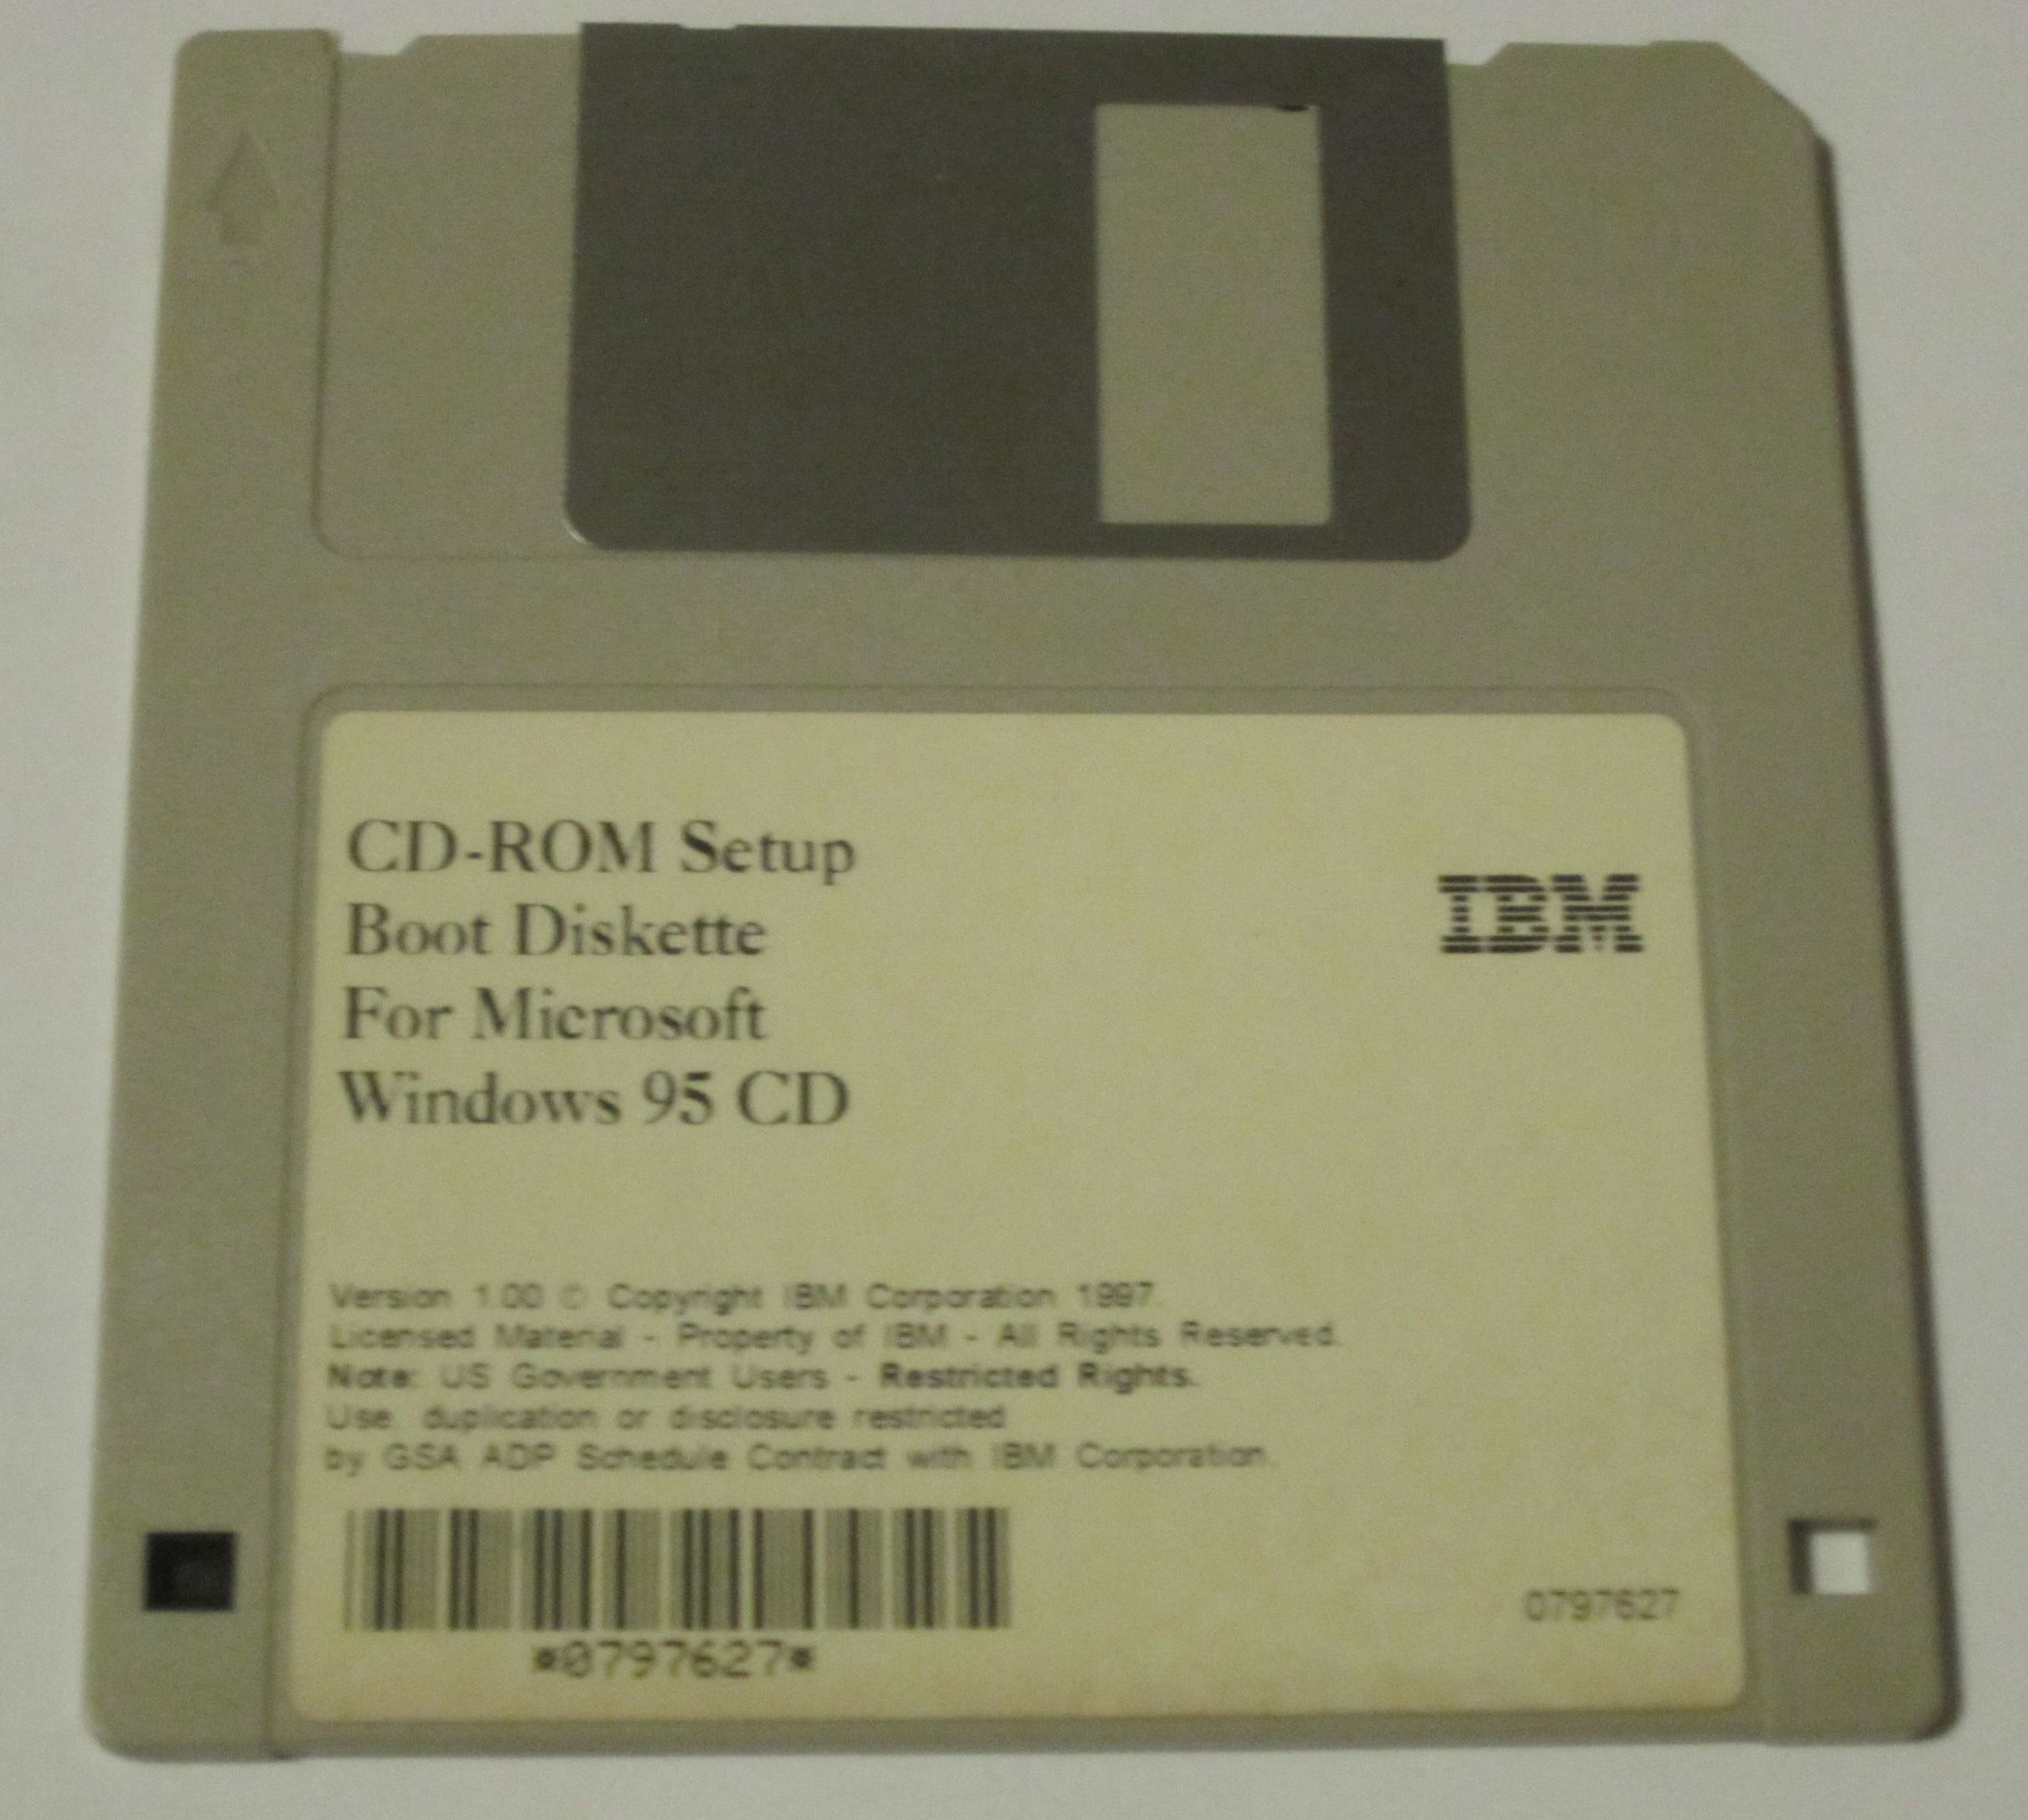 CD-ROM Setup
Boot Diskette
For Microsoft
Windows 95 CD
IBM
Version 1.00 © Copyright IBM Corporation 1997.
Licensed Material - Property of IBM - All Rights Reserved.
Note: US Government Users - Restricted Rights.
Use, duplication or disclosure restricted
by GSA ADP Schedule Contract with IBM Corporation.
*0797627*
0797627